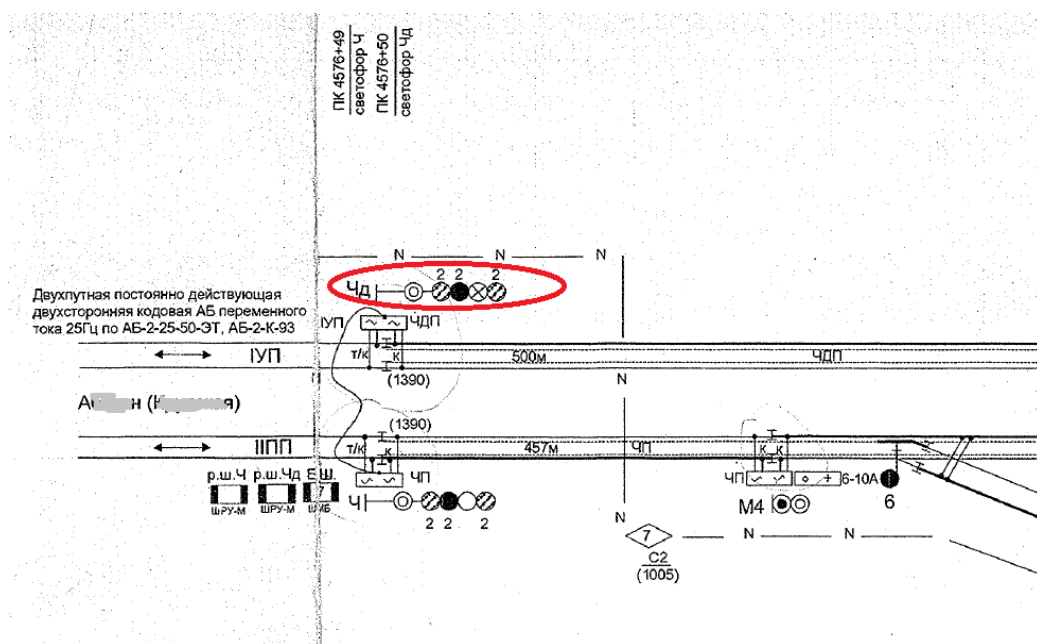 ПК 4576+49
светофор Ч
ПК 4576+50
светофор Чд
N N N
2 2 2
Чд
Двухпутная постоянно действующая
двухсторонняя кодовая АБ переменного
тока 25Гц по АБ-2-25-50-ЭТ, АБ-2-К-93
IУП ЧДП
IУП т/к к 500м ЧДП
(1390) N
(1390)
IIПП т/к к 457м ЧП к к
р.ш.Ч р.ш.Чд Б.Ш. ЧП ЧП 6-10А
7
ШРУ-М ШРУ-М
Ч М4 6
2 2 2 N
7 N N
С2
(1005)